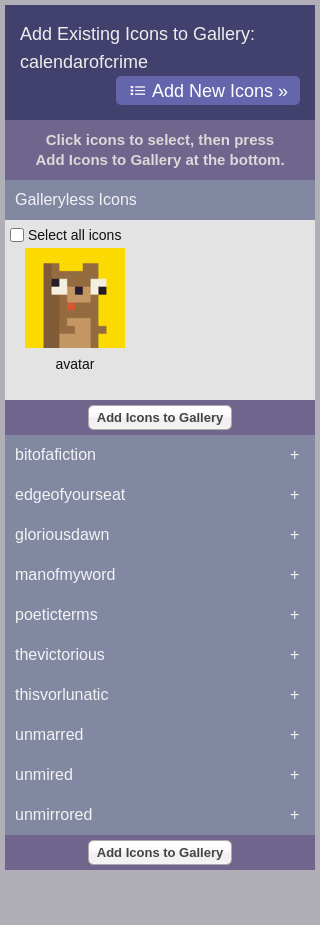 Add Existing Icons to Gallery:
calendarofcrime
Add New Icons »
Click icons to select, then press
Add Icons to Gallery at the bottom.
Galleryless Icons
Select all icons
avatar
Add Icons to Gallery
bitofafiction +
edgeofyourseat +
gloriousdawn +
manofmyword +
poeticterms +
thevictorious +
thisvorlunatic +
unmarred +
unmired +
unmirrored +
Add Icons to Gallery